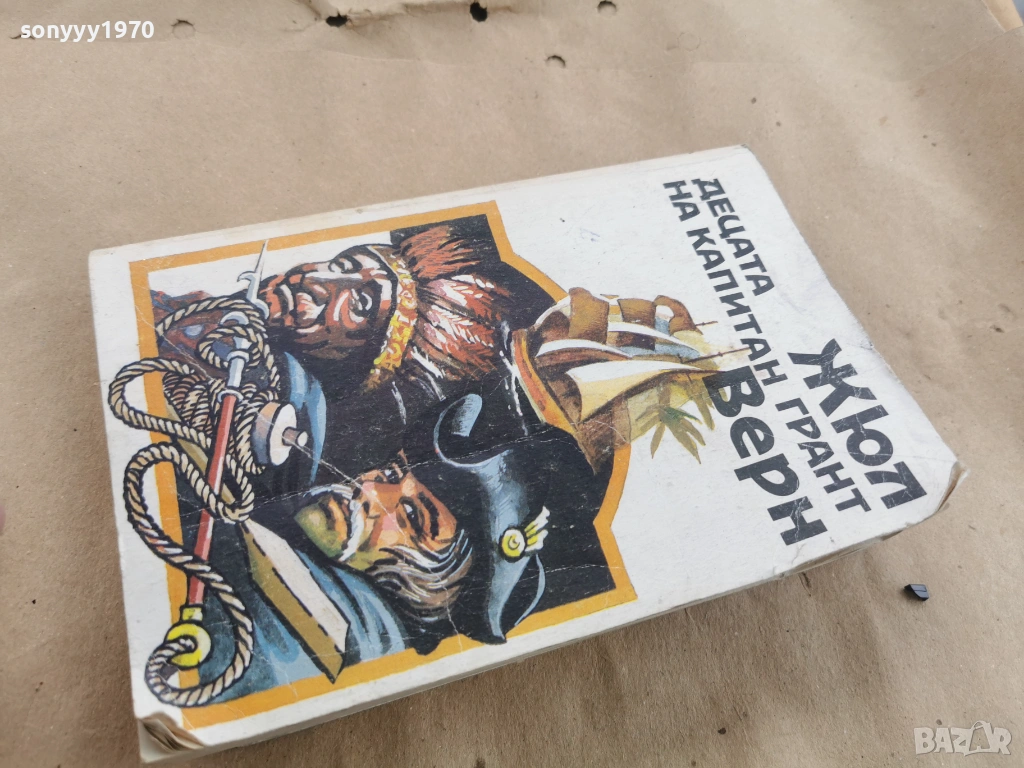 sonyyy1970
ЖЮЛ
ВЕРН
ДЕЦАТА
НА КАПИТАН ГРАНТ
BAZAR